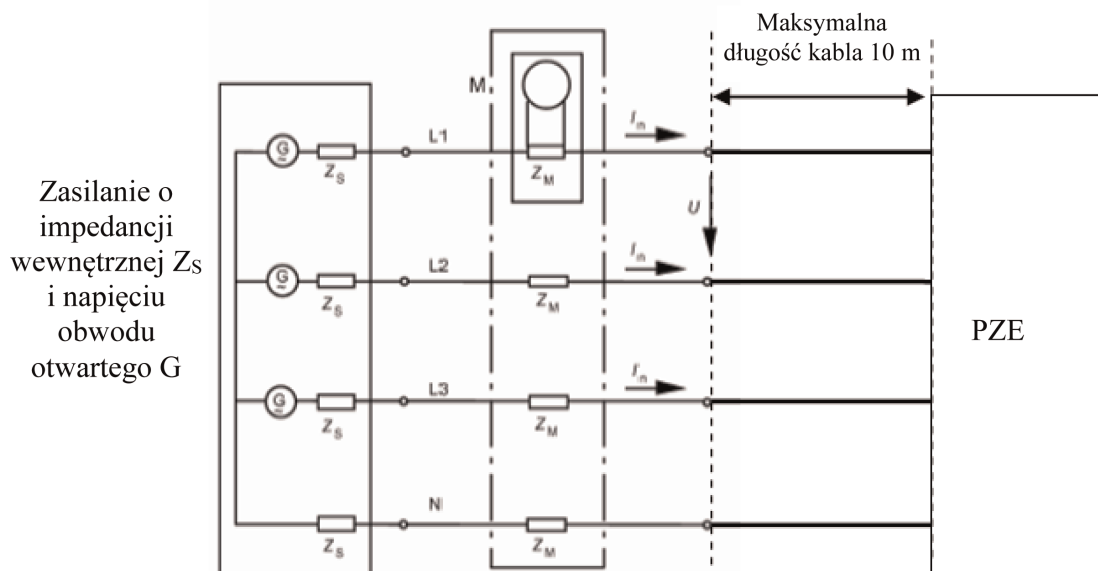 Maksymalna
długość kabla 10 m
M
Zasilanie o
impedancji
wewnętrznej ZS
i napięciu
obwodu
otwartego G
G
ZS
L1
ZM
In
U
G
ZS
L2
ZM
In
PZE
G
ZS
L3
ZM
In
ZS
N
ZM